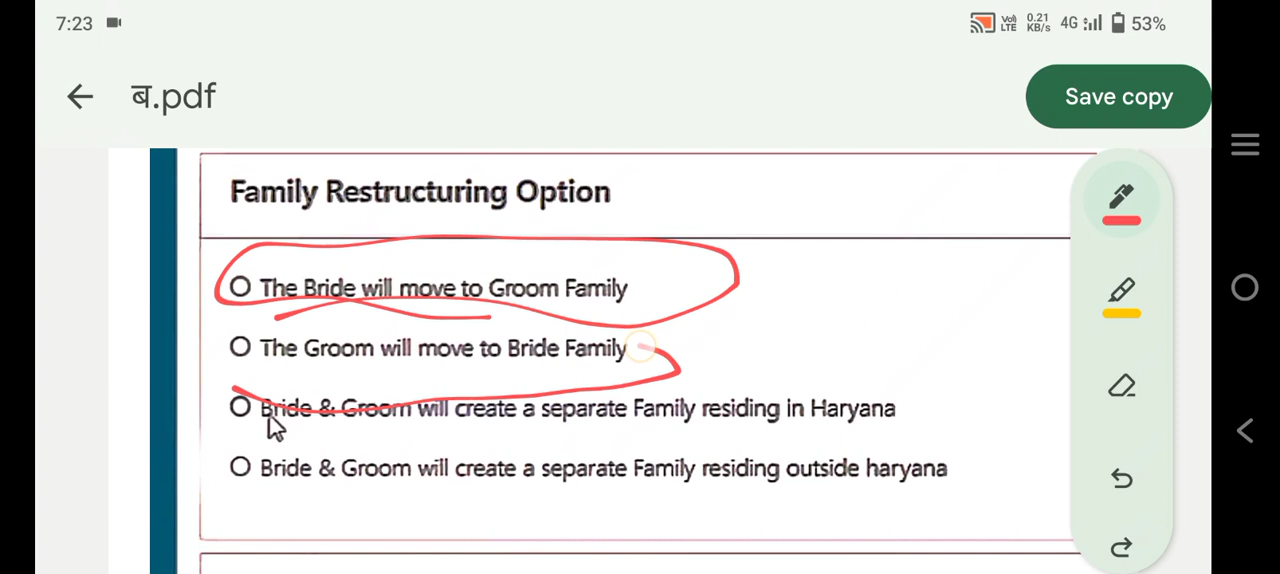 7:23 Vo) LTE 0.21 KB/s 4G 53%
ब.pdf Save copy
Family Restructuring Option
The Bride will move to Groom Family
The Groom will move to Bride Family
Bride & Groom will create a separate Family residing in Haryana
Bride & Groom will create a separate Family residing outside haryana